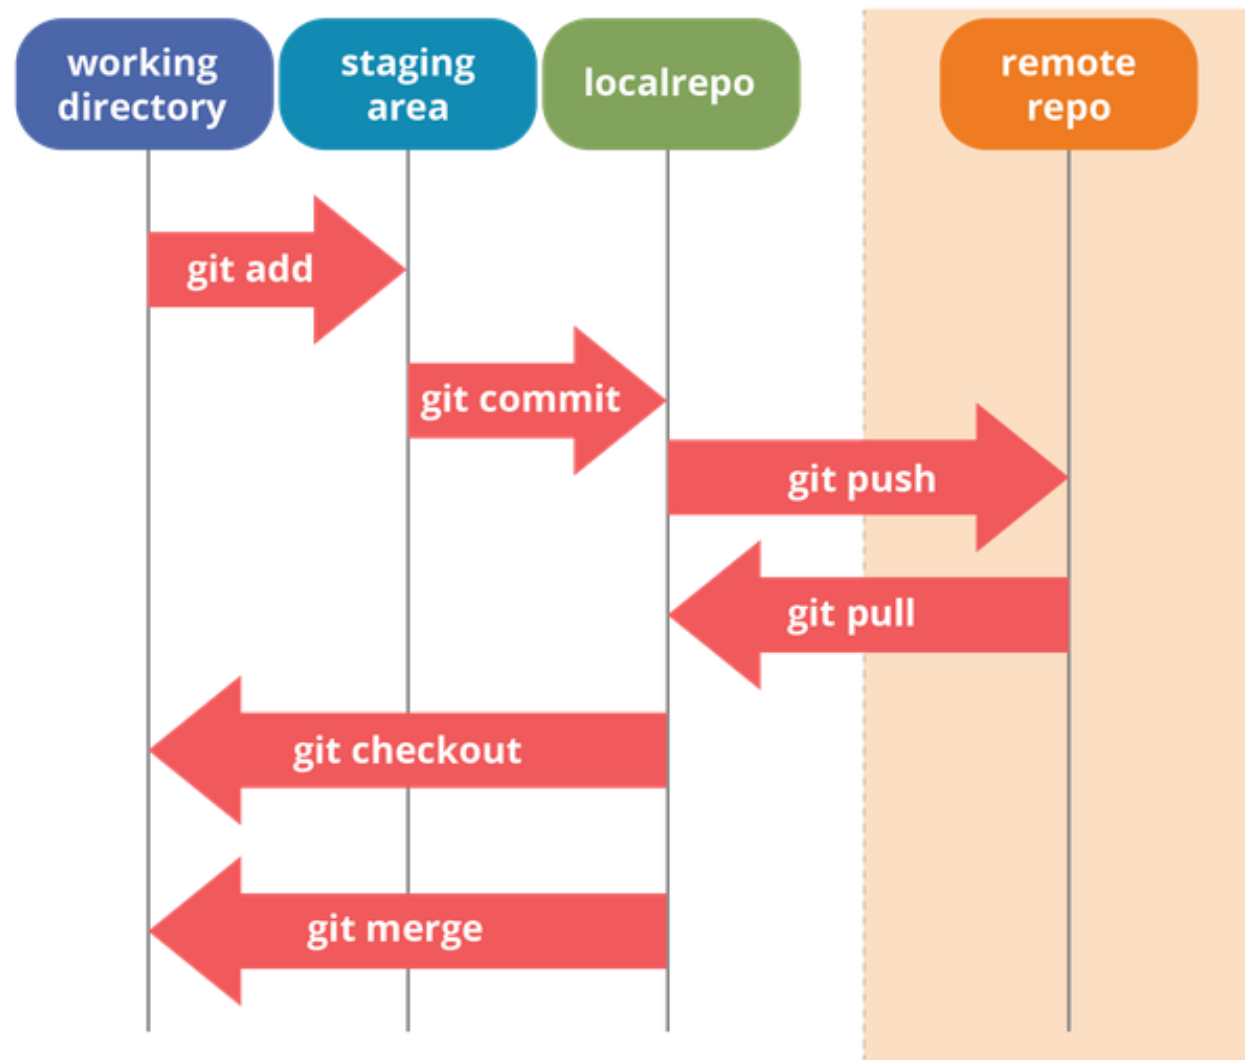 working
directory
staging
area
localrepo
remote
repo
git add
git commit
git push
git pull
git checkout
git merge